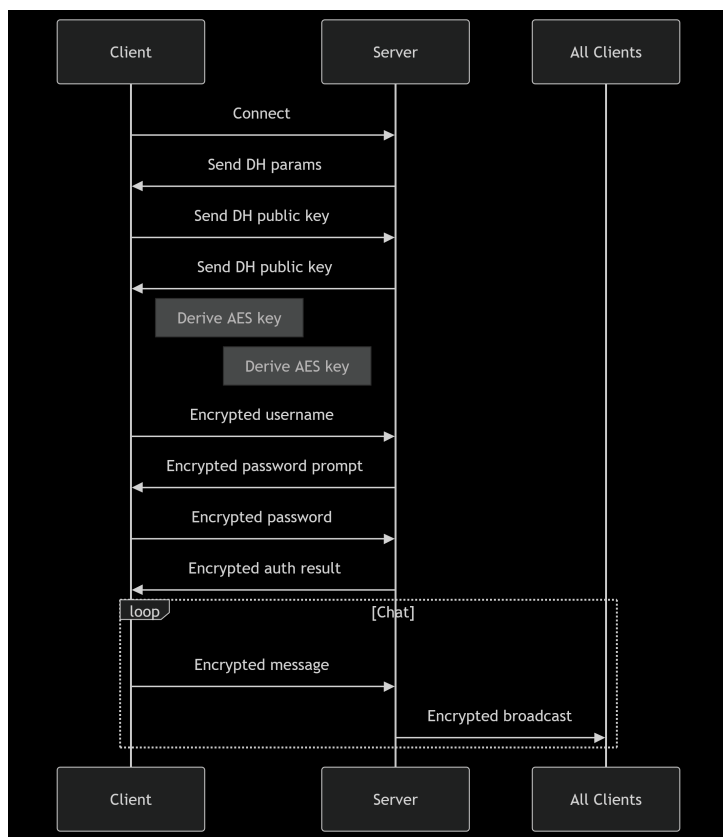 Client
Server
All Clients
Connect
Send DH params
Send DH public key
Send DH public key
Derive AES key
Derive AES key
Encrypted username
Encrypted password prompt
Encrypted password
Encrypted auth result
loop
[Chat]
Encrypted message
Encrypted broadcast
Client
Server
All Clients